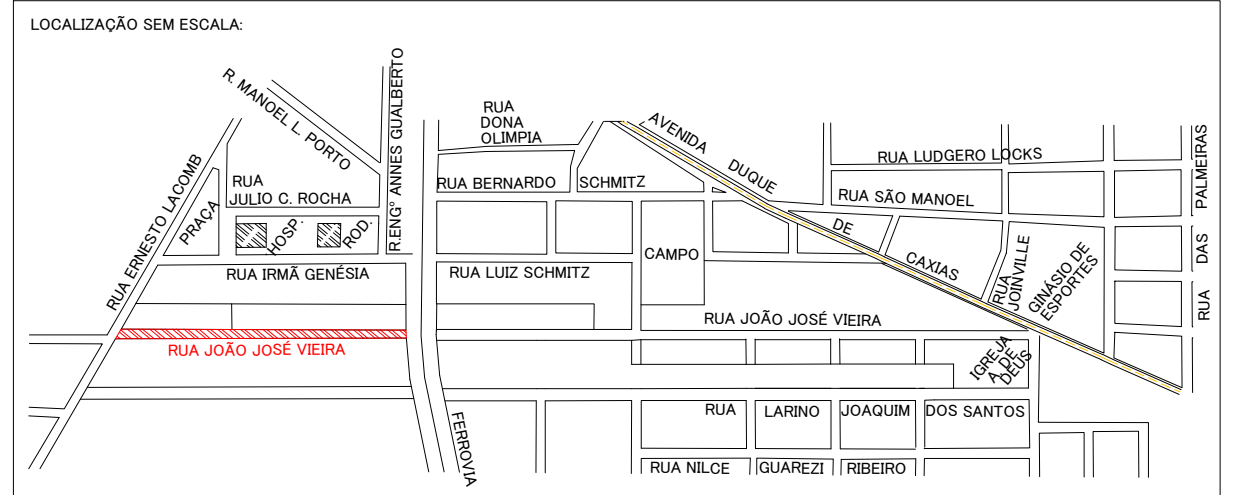 LOCALIZAÇÃO SEM ESCALA:
R. MANOEL L. PORTO
R.ENGº ANNES GUALBERTO
RUA
DONA
OLIMPIA
AVENIDA DUQUE DE CAXIAS
RUA LUDGERO LOCKS
RUA DAS PALMEIRAS
RUA ERNESTO LACOMB
PRAÇA
RUA
JULIO C. ROCHA
HOSP.
ROD.
RUA BERNARDO SCHMITZ
RUA SÃO MANOEL
RUA IRMÃ GENÉSIA
RUA LUIZ SCHMITZ
CAMPO
RUA
JOINVILLE
GINÁSIO DE
ESPORTES
RUA JOÃO JOSÉ VIEIRA
RUA JOÃO JOSÉ VIEIRA
IGREJA
A. DE
DEUS
FERROVIA
RUA LARINO JOAQUIM DOS SANTOS
RUA NILCE GUAREZI RIBEIRO